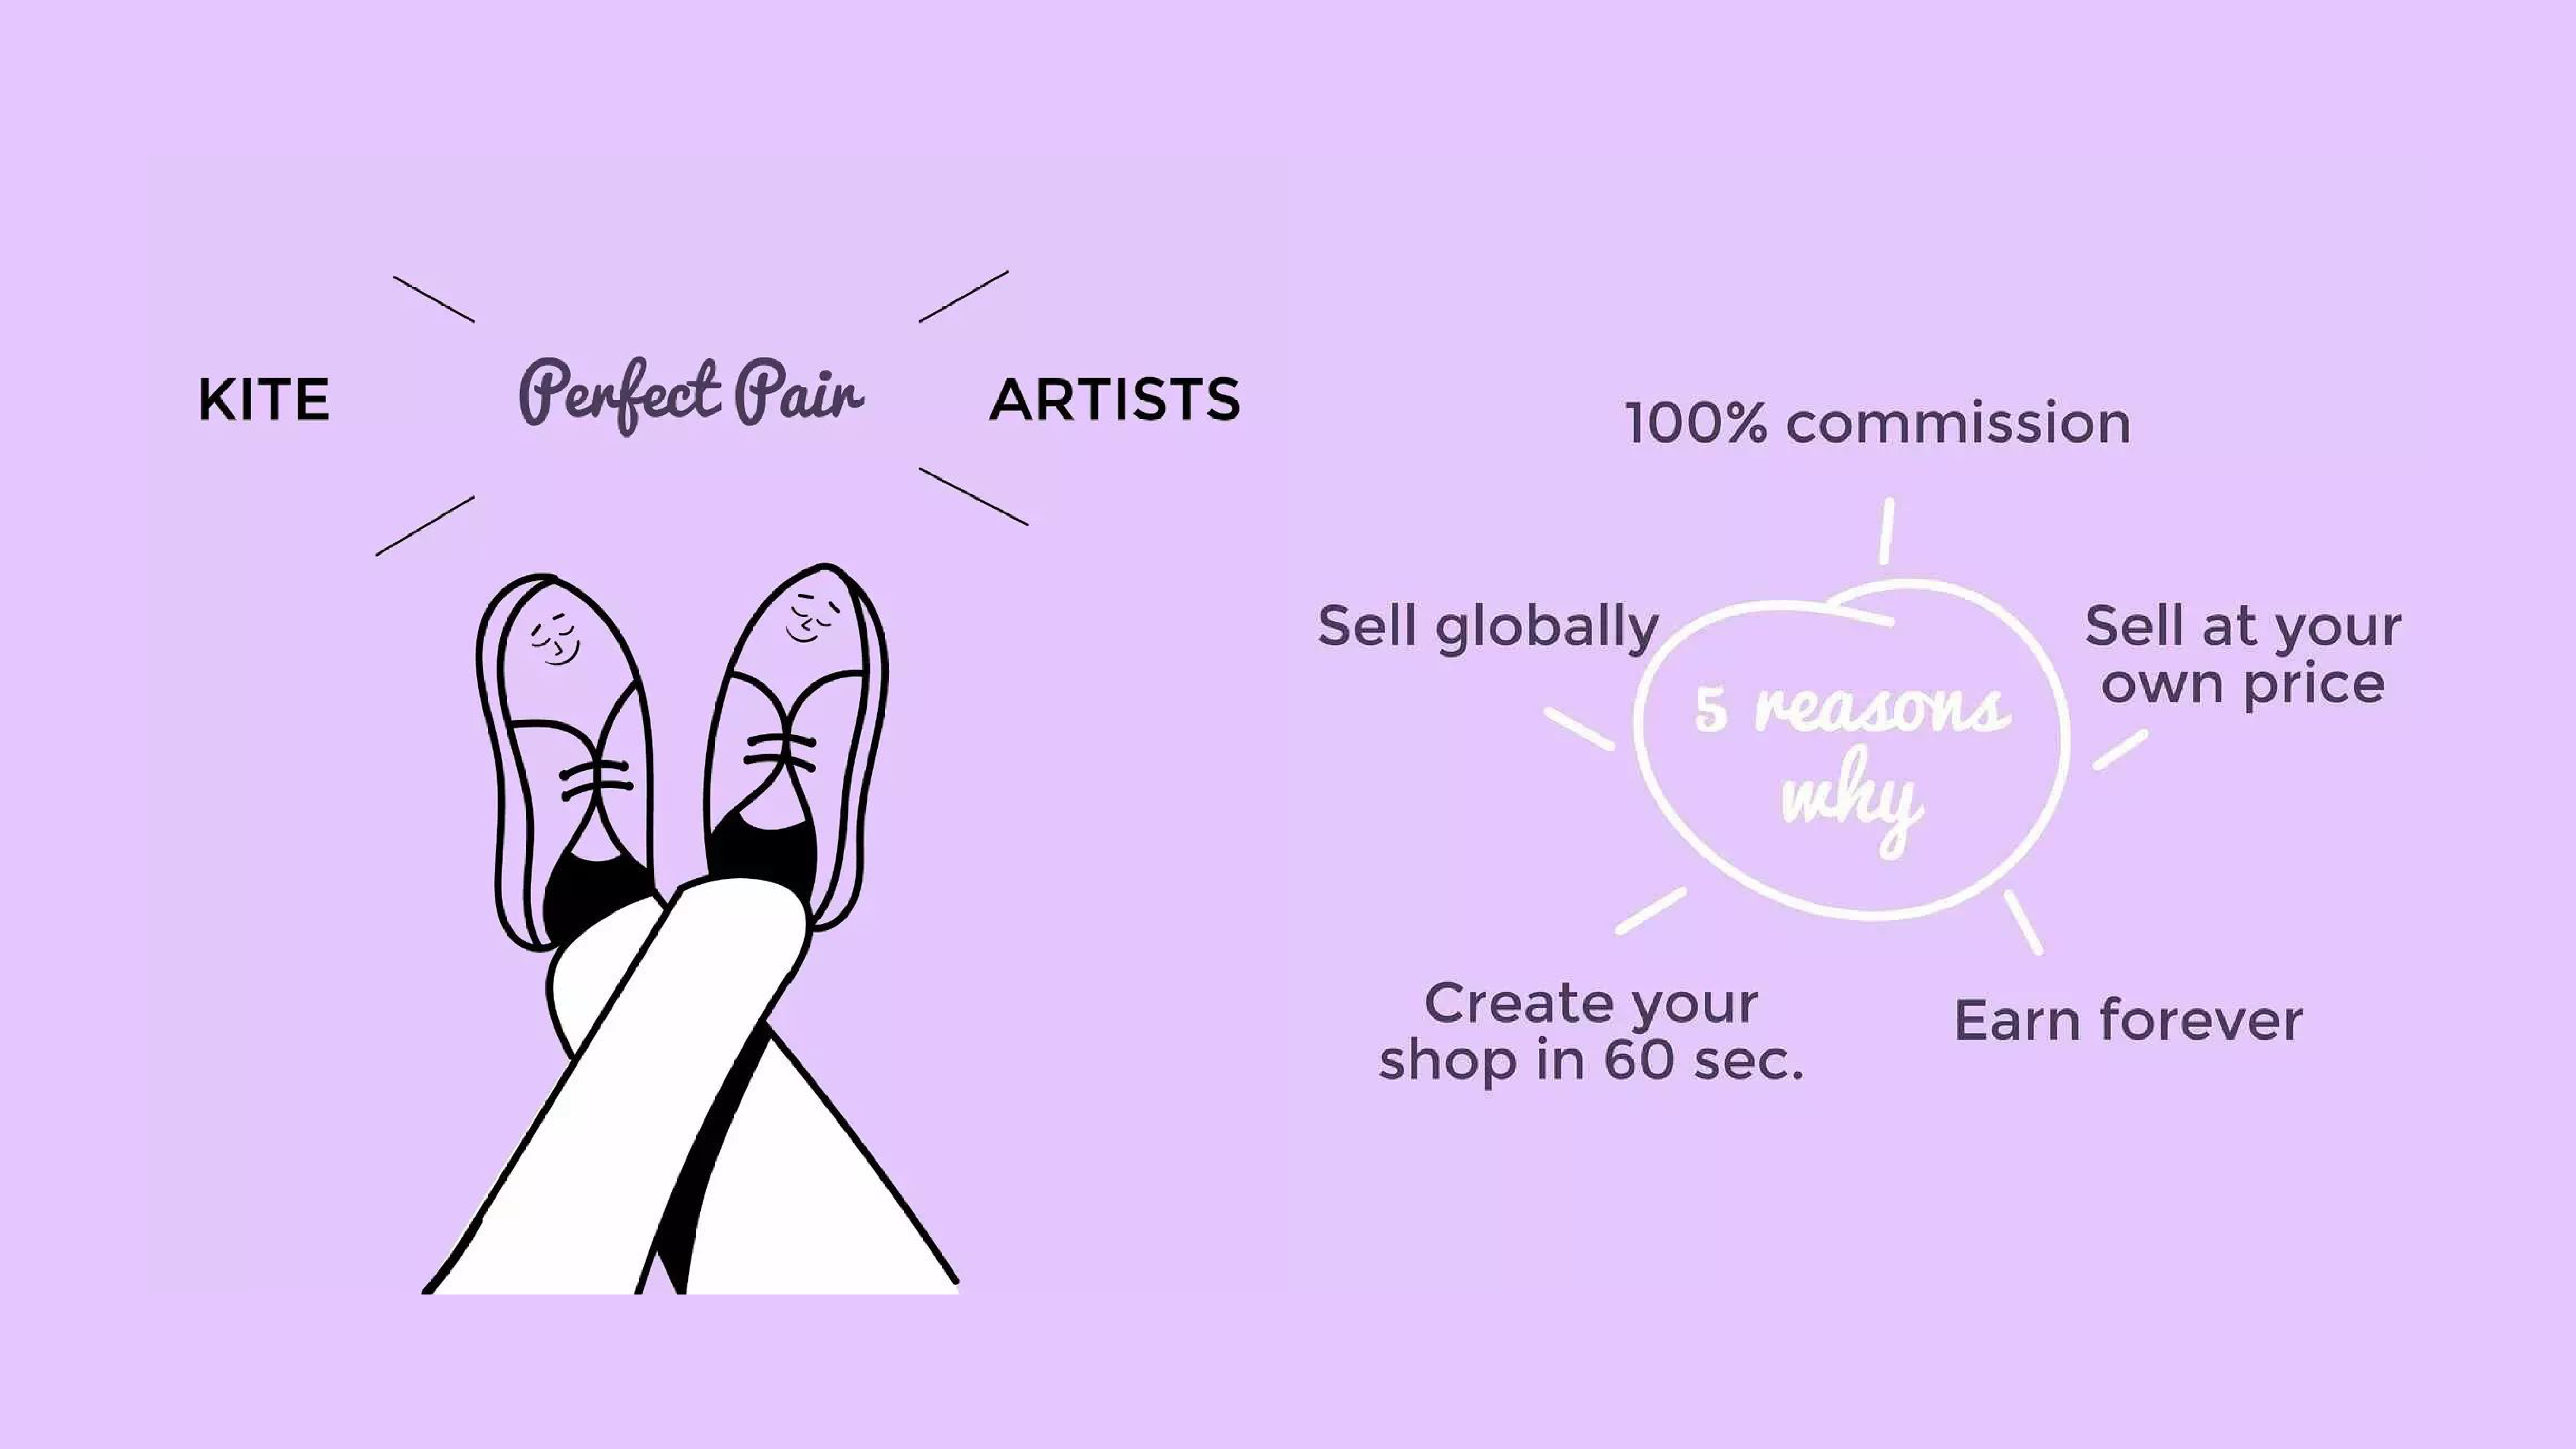 KITE Perfect Pair ARTISTS
100% commission
Sell globally
Sell at your
own price
5 reasons
why
Create your
shop in 60 sec.
Earn forever